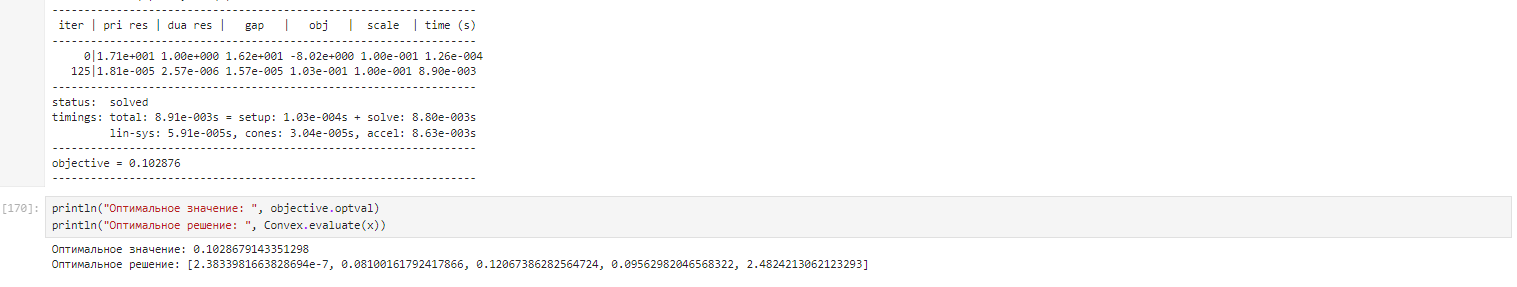 ------------------------------------------------------------------
iter | pri res | dua res | gap | obj | scale | time (s)
------------------------------------------------------------------
0|1.71e+001 1.00e+000 1.62e+001 -8.02e+000 1.00e-001 1.26e-004
125|1.81e-005 2.57e-006 1.57e-005 1.03e-001 1.00e-001 8.90e-003
------------------------------------------------------------------
status: solved
timings: total: 8.91e-003s = setup: 1.03e-004s + solve: 8.80e-003s
lin-sys: 5.91e-005s, cones: 3.04e-005s, accel: 8.63e-003s
------------------------------------------------------------------
objective = 0.102876
------------------------------------------------------------------
[170]: println("Оптимальное значение: ", objective.optval)
println("Оптимальное решение: ", Convex.evaluate(x))
Оптимальное значение: 0.1028679143351298
Оптимальное решение: [2.3833981663828694e-7, 0.08100161792417866, 0.12067386282564724, 0.09562982046568322, 2.4824213062123293]